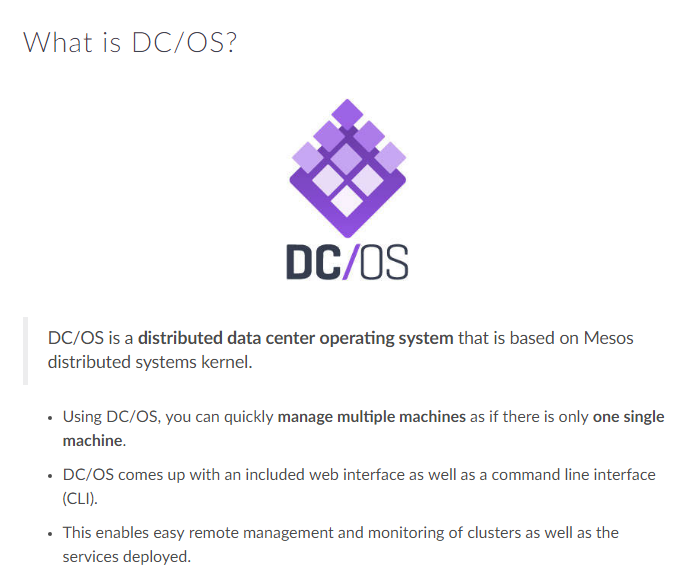 What is DC/OS?
DC/OS
DC/OS is a distributed data center operating system that is based on Mesos
distributed systems kernel.
• Using DC/OS, you can quickly manage multiple machines as if there is only one single
machine.
• DC/OS comes up with an included web interface as well as a command line interface
(CLI).
• This enables easy remote management and monitoring of clusters as well as the
services deployed.